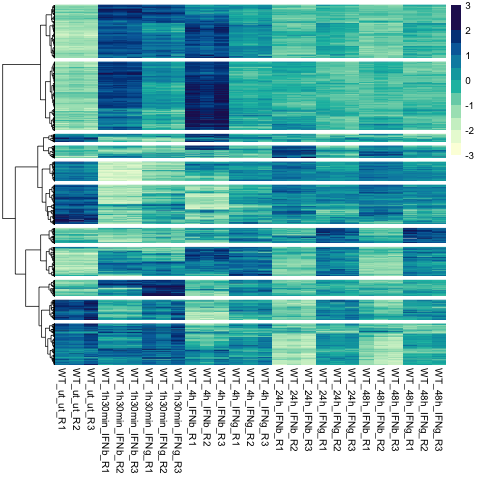 3
2
1
0
-1
-2
-3
WT_ut_ut_R1
WT_ut_ut_R2
WT_ut_ut_R3
WT_1h30min_IFNb_R1
WT_1h30min_IFNb_R2
WT_1h30min_IFNb_R3
WT_1h30min_IFNg_R1
WT_1h30min_IFNg_R2
WT_1h30min_IFNg_R3
WT_4h_IFNb_R1
WT_4h_IFNb_R2
WT_4h_IFNb_R3
WT_4h_IFNg_R1
WT_4h_IFNg_R2
WT_4h_IFNg_R3
WT_24h_IFNb_R1
WT_24h_IFNb_R2
WT_24h_IFNb_R3
WT_24h_IFNg_R1
WT_24h_IFNg_R2
WT_24h_IFNg_R3
WT_48h_IFNb_R1
WT_48h_IFNb_R2
WT_48h_IFNb_R3
WT_48h_IFNg_R1
WT_48h_IFNg_R2
WT_48h_IFNg_R3